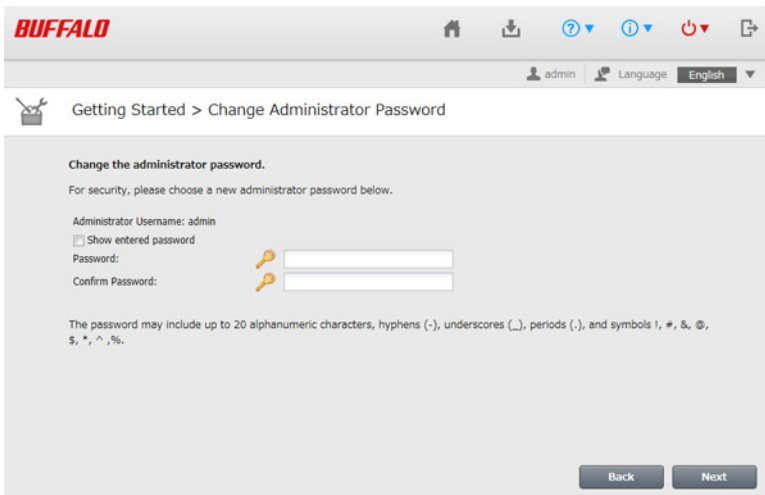 BUFFALO
admin Language English
Getting Started > Change Administrator Password
Change the administrator password.
For security, please choose a new administrator password below.
Administrator Username: admin
Show entered password
Password:
Confirm Password:
The password may include up to 20 alphanumeric characters, hyphens (-), underscores (_), periods (.), and symbols !, #, &, @,
$, *, ^ ,%.
Back Next